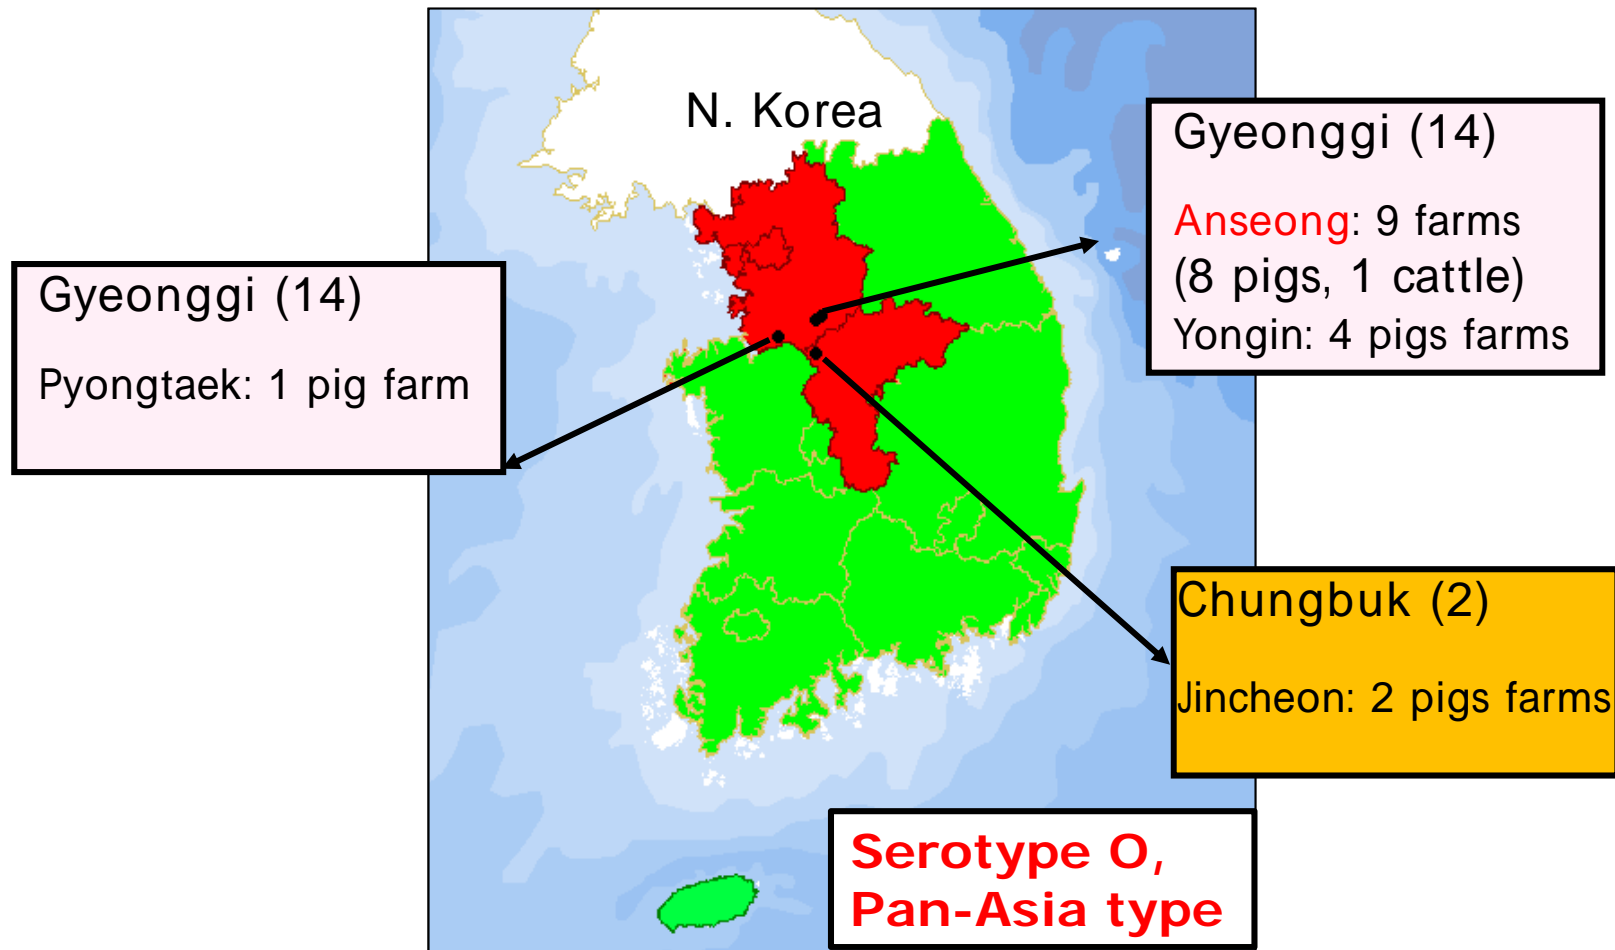 N. Korea
Gyeonggi (14)
Anseong: 9 farms
(8 pigs, 1 cattle)
Yongin: 4 pigs farms
Gyeonggi (14)
Pyongtaek: 1 pig farm
Chungbuk (2)
Jincheon: 2 pigs farms
Serotype O,
Pan-Asia type